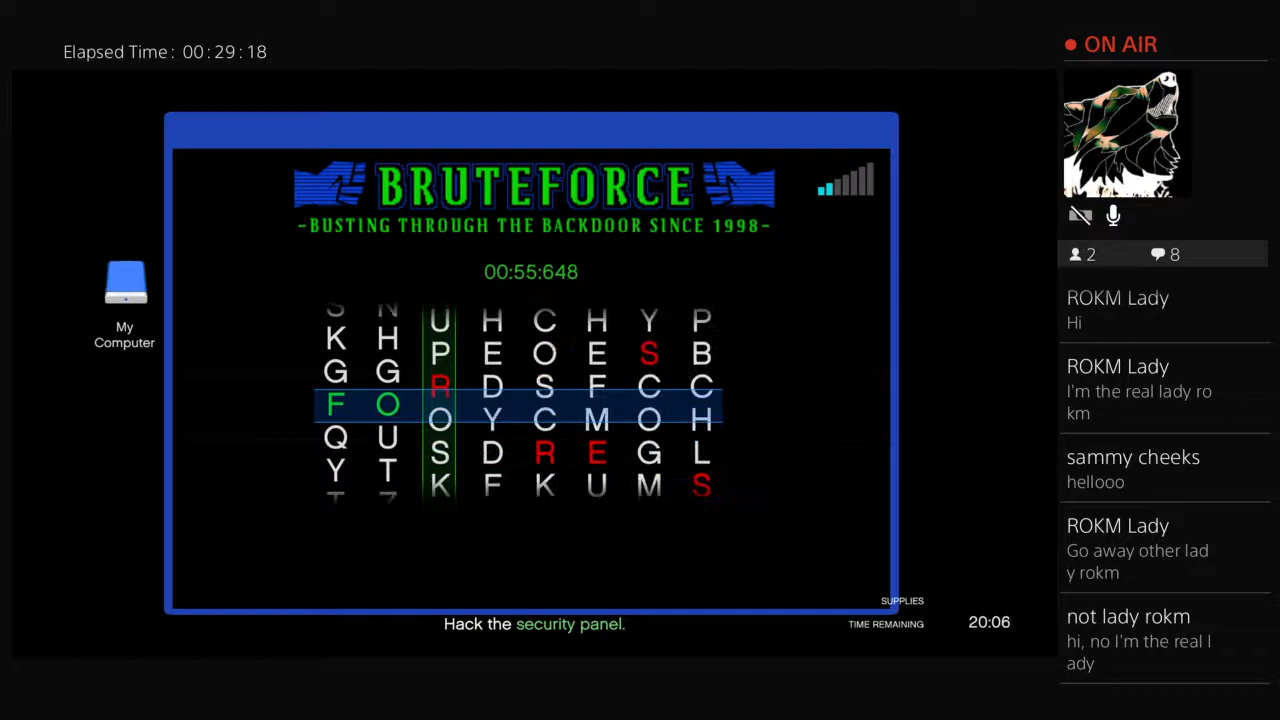 Elapsed Time: 00:29:18
ON AIR
BRUTEFORCE
-BUSTING THROUGH THE BACKDOOR SINCE 1998-
00:55:648
My
Computer
S N U H C H Y P
K H P E O E S B
G G R D S F C C
F O O Y C M O H
Q U S D R E G L
Y T K F K U M S
SUPPLIES
TIME REMAINING 20:06
Hack the security panel.
2 8
ROKM Lady
Hi
ROKM Lady
I'm the real lady ro
km
sammy cheeks
hellooo
ROKM Lady
Go away other lad
y rokm
not lady rokm
hi, no I'm the real l
ady